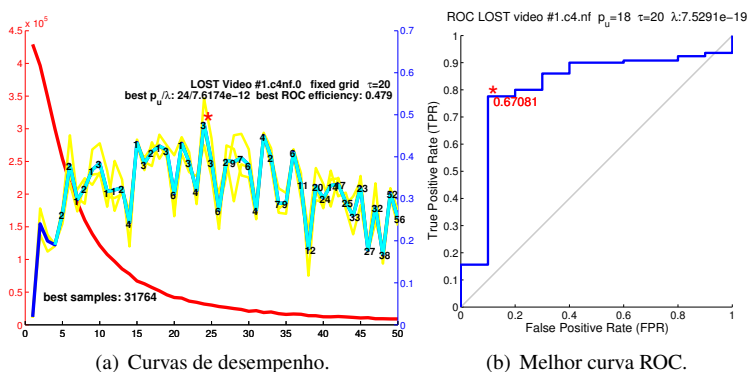 x 10^5
4.5
4
3.5
3
2.5
2
1.5
1
0.5
0
0.7
0.6
0.5
0.4
0.3
0.2
0.1
0
LOST Video #1.c4nf.0 fixed grid τ=20
best p_u/λ: 24/7.6174e−12 best ROC efficiency: 0.479
*
best samples: 31764
0 5 10 15 20 25 30 35 40 45 50
(a) Curvas de desempenho.
ROC LOST video #1.c4.nf p_u=18 τ=20 λ:7.5291e−19
True Positive Rate (TPR)
1
0.9
0.8
0.7
0.6
0.5
0.4
0.3
0.2
0.1
0
*
0.67081
0 0.2 0.4 0.6 0.8 1
False Positive Rate (FPR)
(b) Melhor curva ROC.